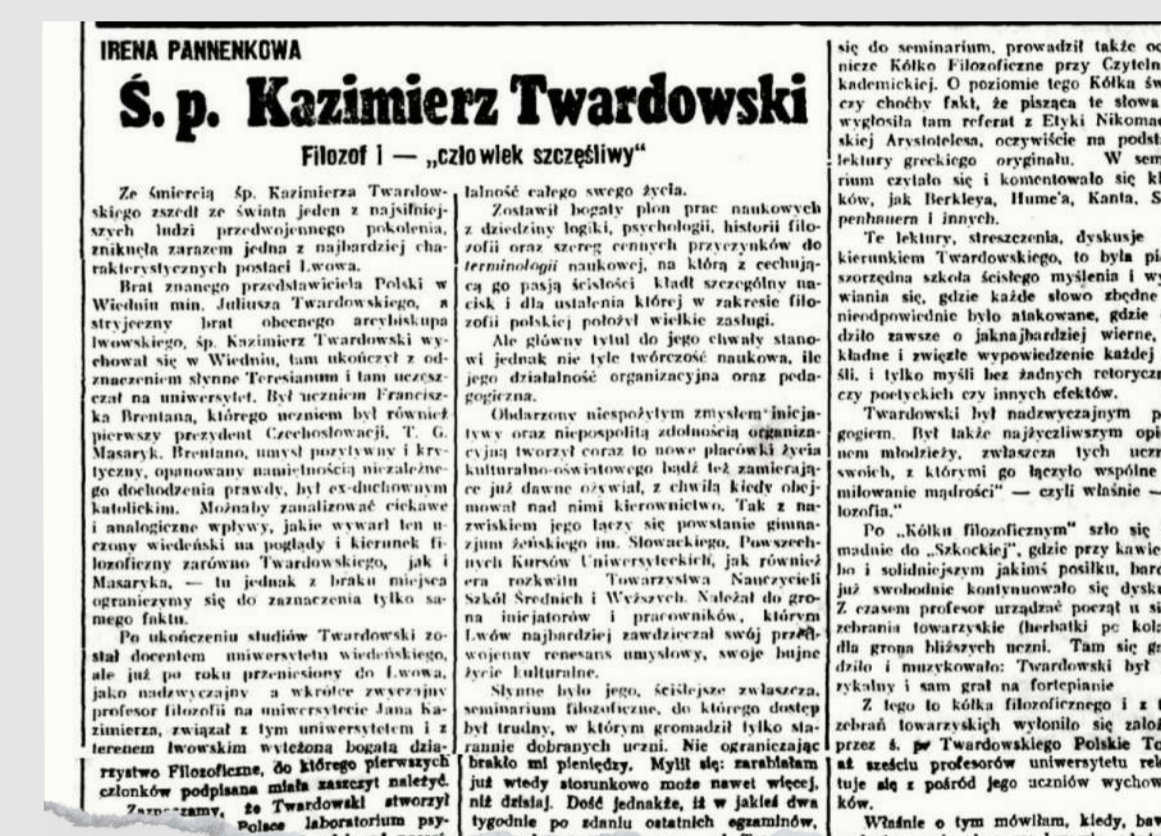 IRENA PANNENKOWA
Ś. p. Kazimierz Twardowski
Filozof i — „człowiek szczęśliwy“
Ze śmiercią śp. Kazimierza Twardow-
skiego zszedł ze świata jeden z najsilniej-
szych ludzi przedwojennego pokolenia,
zniknęła zarazem jedna z najbardziej cha-
rakterystycznych postaci Lwowa.
Brat znanego przedstawiciela Polski w
Wiedniu min. Juliusza Twardowskiego, a
stryjeczny brat obecnego arcybiskupa
lwowskiego, śp. Kazimierz Twardowski wy-
chował się w Wiedniu, tam ukończył z od-
znaczeniem słynne Teresianum i tam uczęsz-
czał na uniwersytet. Był uczniem Francisz-
ka Brentana, którego uczniem był również
pierwszy prezydent Czechosłowacji, T. G.
Masaryk. Brentano, umysł pozytywny i kry-
tyczny, opanowany namiętnością niezależne-
go dochodzenia prawdy, był ex-duchownym
katolickim. Możnaby zanalizować ciekawe
i analogiczne wpływy, jakie wywarł ten u-
czony wiedeński na poglądy i kierunek fi-
lozoficzny zarówno Twardowskiego, jak i
Masaryka, — tu jednak z braku miejsca
ograniczymy się do zaznaczenia tylko sa-
mego faktu.
Po ukończeniu studiów Twardowski zo-
stał docentem uniwersytetu wiedeńskiego,
ale już po roku przeniesiony do Lwowa,
jako nadzwyczajny a wkrótce zwyczajny
profesor filozofii na uniwersytecie Jana Ka-
zimierza, związał z tym uniwersytetem i z
terenem lwowskim wytężoną bogatą dzia-
łalność całego swego życia.
Zostawił bogaty plon prac naukowych
z dziedziny logiki, psychologii, historii filo-
zofii oraz szereg cennych przyczynków do
terminologii naukowej, na którą z cechują-
cą go pasją ścisłości kładł szczególny na-
cisk i dla ustalenia której w zakresie filo-
zofii polskiej położył wielkie zasługi.
Ale główny tytuł do jego chwały stano-
wi jednak nie tyle twórczość naukowa, ile
jego działalność organizacyjna oraz peda-
gogiczna.
Obdarzony niespożytym zmysłem inicja-
tywy oraz niepospolitą zdolnością organiza-
cyjną tworzył coraz to nowe placówki życia
kulturalno-oświatowego bądź też zamierają-
ce już dawne ożywiał, z chwilą kiedy obej-
mował nad nimi kierownictwo. Tak z na-
zwiskiem jego łączy się powstanie gimna-
zjum żeńskiego im. Słowackiego, Powszech-
nych Kursów Uniwersyteckich, jak również
era rozkwitu Towarzystwa Nauczycieli
Szkół Średnich i Wyższych. Należał do gro-
na inicjatorów i pracowników, którym
Lwów najbardziej zawdzięczał swój przed-
wojenny renesans umysłowy, swoje bujne
życie kulturalne.
Słynne było jego, ściślejsze zwłaszcza,
seminarium filozoficzne, do którego dostęp
był trudny, w którym gromadził tylko sta-
rannie dobranych uczni. Nie ograniczając
się do seminarium, prowadził także oc
nicze Kółko Filozoficzne przy Czyteln
kademickiej. O poziomie tego Kółka św
czy choćby fakt, że pisząca te słowa
wygłosiła tam referat z Etyki Nikomac
skiej Arystotelesa, oczywiście na podst
lektury greckiego oryginału. W sem
rium czytało się i komentowało się kl
ków, jak Berkleya, Hume'a, Kanta, S
penhauera i innych.
Te lektury, streszczenia, dyskusje
kierunkiem Twardowskiego, to była pi
szorzędna szkoła ścisłego myślenia i wy
wiania się, gdzie każde słowo zbędne
nieodpowiednie było atakowane, gdzie
dziło zawsze o jaknajbardziej wierne,
kładne i zwięzłe wypowiedzenie każdej
śli, i tylko myśli bez żadnych retoryczn
czy poetyckich czy innych efektów.
Twardowski był nadzwyczajnym p
gogiem. Był także najżyczliwszym opi
nem młodzieży, zwłaszcza tych uczn
swoich, z którymi go łączyło wspólne
miłowanie mądrości“ — czyli właśnie —
lozofia.“
Po „Kółku filozoficznym“ szło się
madnie do „Szkockiej“, gdzie przy kawie
bo i solidniejszym jakimś posiłku, barc
już swobodnie kontynuowało się dysku
Z czasem profesor urządzać począł u si
zebrania towarzyskie (herbatki po kola
dla grona bliższych uczni. Tam się ga
dziło i muzykowało: Twardowski był
zykalny i sam grał na fortepianie
Z tego to kółka filozoficznego i z t
zebrań towarzyskich wyłoniło się założ
przez ś. p. Twardowskiego Polskie To
rzystwo Filozoficzne, do którego pierwszych
członków podpisana miała zaszczyt należyć.
Zaznaczamy, że Twardowski stworzył
Polsce laboratorium psy-
brakło mi pieniędzy. Mylił się: zarabiałam
już wtedy stosunkowo może nawet więcej,
niż dzisiaj. Dość jednakże, iż w jakieś dwa
tygodnie po zdaniu ostatnich egzaminów,
aż sześciu profesorów uniwersytetu rek
tuje się z pośród jego uczniów wychow
ków.
Właśnie o tym mówiłam, kiedy, baw